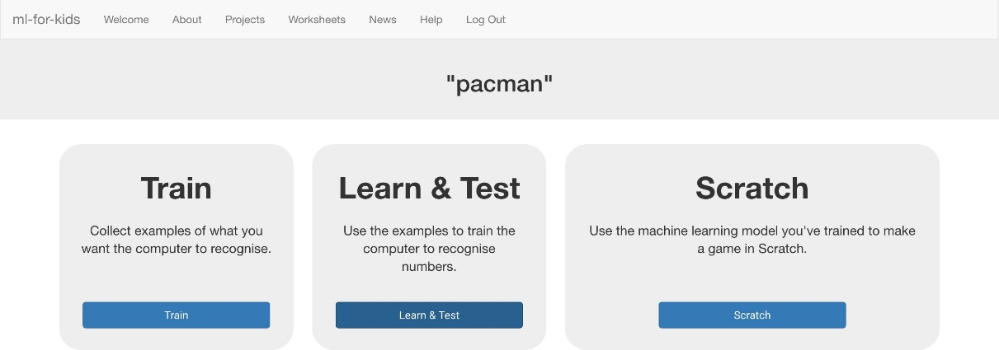 ml-for-kids Welcome About Projects Worksheets News Help Log Out
"pacman"
Train
Collect examples of what you
want the computer to recognise.
Train
Learn & Test
Use the examples to train the
computer to recognise
numbers.
Learn & Test
Scratch
Use the machine learning model you've trained to make
a game in Scratch.
Scratch